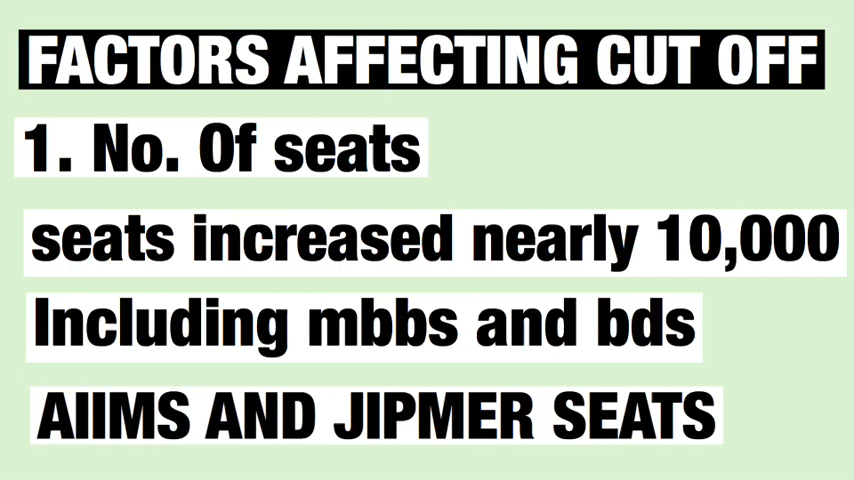 FACTORS AFFECTING CUT OFF
1. No. Of seats
seats increased nearly 10,000
Including mbbs and bds
AIIMS AND JIPMER SEATS